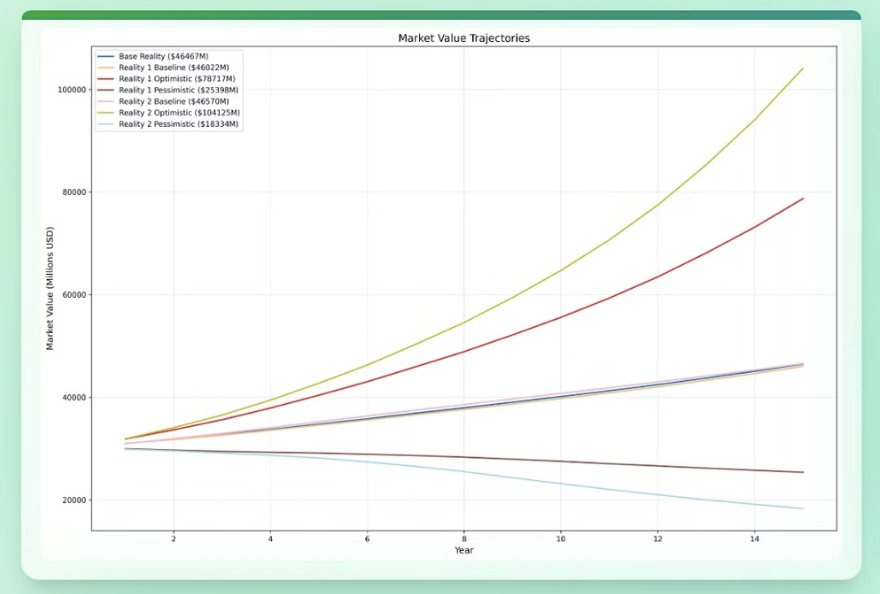 Market Value Trajectories
Base Reality ($46467M)
Reality 1 Baseline ($46022M)
Reality 1 Optimistic ($78717M)
Reality 1 Pessimistic ($25398M)
Reality 2 Baseline ($46570M)
Reality 2 Optimistic ($104125M)
Reality 2 Pessimistic ($18334M)
100000
80000
60000
40000
20000
Market Value (Millions USD)
2 4 6 8 10 12 14
Year